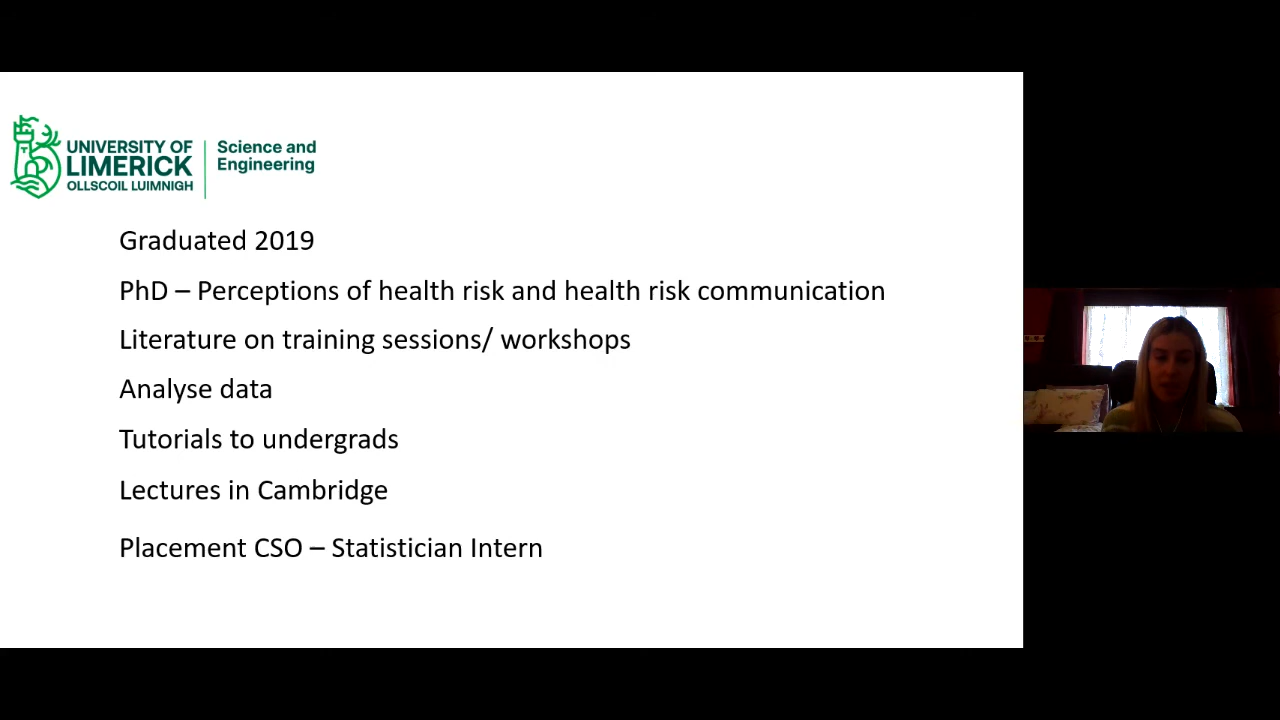 UNIVERSITY OF
LIMERICK
OLLSCOIL LUIMNIGH
Science and
Engineering
Graduated 2019
PhD – Perceptions of health risk and health risk communication
Literature on training sessions/ workshops
Analyse data
Tutorials to undergrads
Lectures in Cambridge
Placement CSO – Statistician Intern